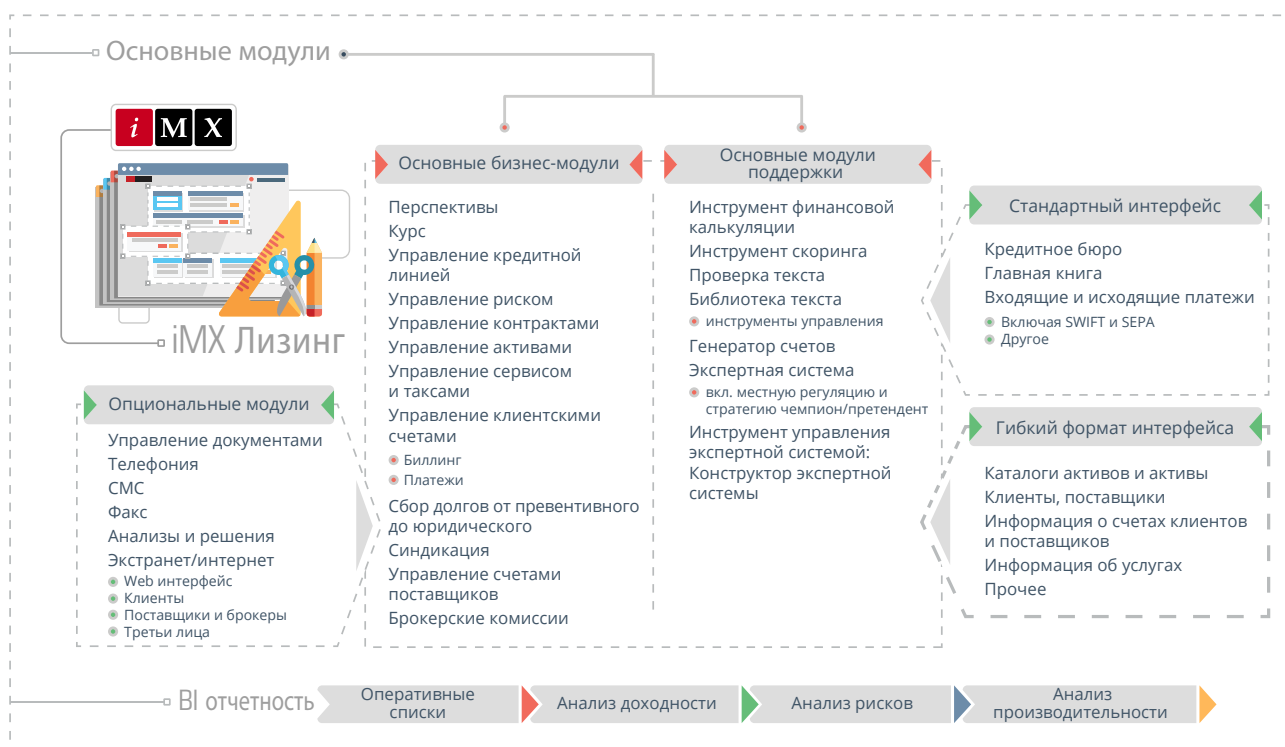 Основные модули
iMX
iMX Лизинг
Основные бизнес-модули
Перспективы
Курс
Управление кредитной
линией
Управление риском
Управление контрактами
Управление активами
Управление сервисом
и таксами
Управление клиентскими
счетами
Биллинг
Платежи
Сбор долгов от превентивного
до юридического
Синдикация
Управление счетами
поставщиков
Брокерские комиссии
Основные модули
поддержки
Инструмент финансовой
калькуляции
Инструмент скоринга
Проверка текста
Библиотека текста
инструменты управления
Генератор счетов
Экспертная система
вкл. местную регуляцию и
стратегию чемпион/претендент
Инструмент управления
экспертной системой:
Конструктор экспертной
системы
Стандартный интерфейс
Кредитное бюро
Главная книга
Входящие и исходящие платежи
Включая SWIFT и SEPA
Другое
Опциональные модули
Управление документами
Телефония
СМС
Факс
Анализы и решения
Экстранет/интернет
Web интерфейс
Клиенты
Поставщики и брокеры
Третьи лица
Гибкий формат интерфейса
Каталоги активов и активы
Клиенты, поставщики
Информация о счетах клиентов
и поставщиков
Информация об услугах
Прочее
BI отчетность
Оперативные
списки
Анализ доходности
Анализ рисков
Анализ
производительности